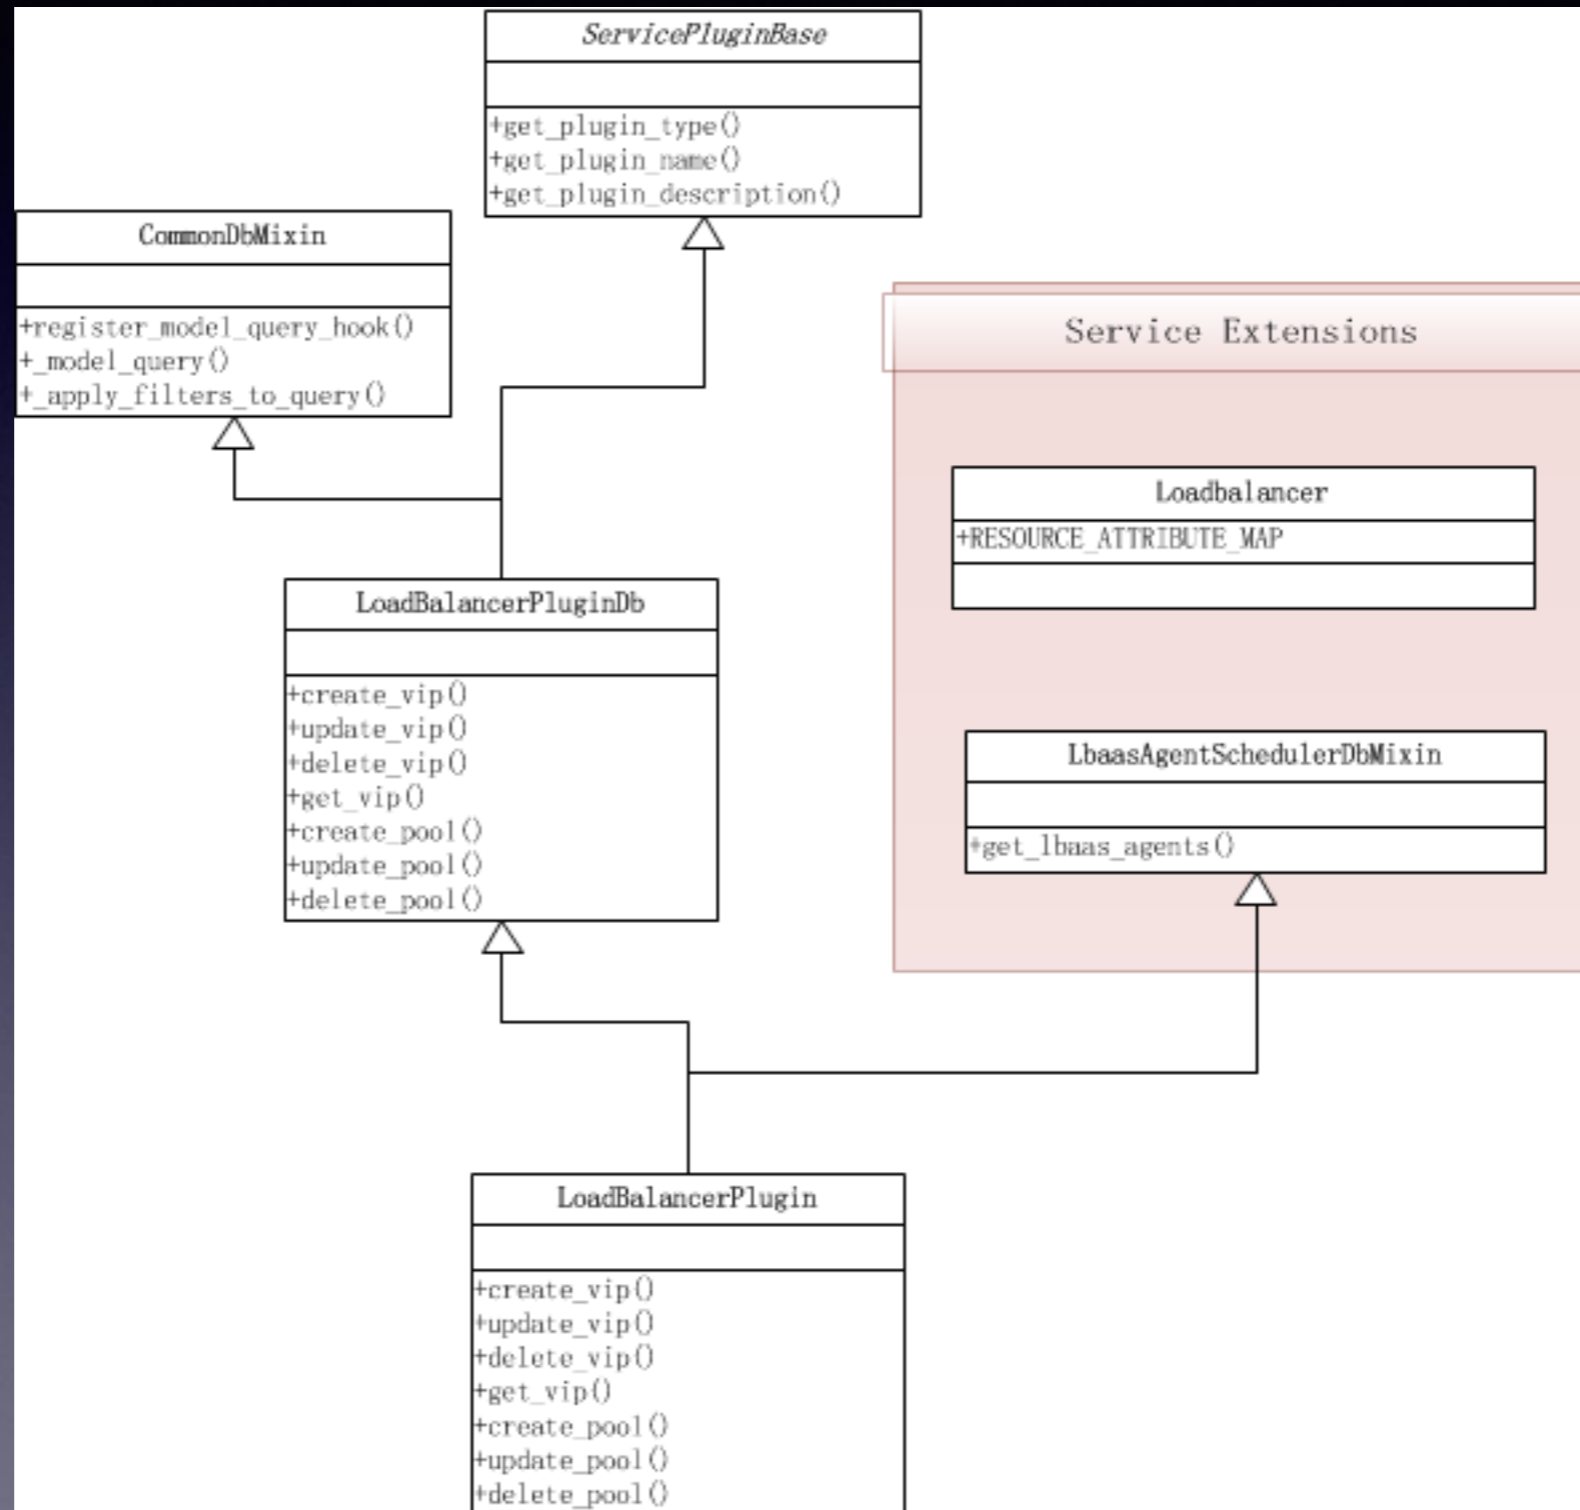 ServicePluginBase
+get_plugin_type()
+get_plugin_name()
+get_plugin_description()
CommonDbMixin
+register_model_query_hook()
+_model_query()
+_apply_filters_to_query()
Service Extensions
Loadbalancer
+RESOURCE_ATTRIBUTE_MAP
LoadBalancerPluginDb
+create_vip()
+update_vip()
+delete_vip()
+get_vip()
+create_pool()
+update_pool()
+delete_pool()
LbaasAgentSchedulerDbMixin
+get_lbaas_agents()
LoadBalancerPlugin
+create_vip()
+update_vip()
+delete_vip()
+get_vip()
+create_pool()
+update_pool()
+delete_pool()